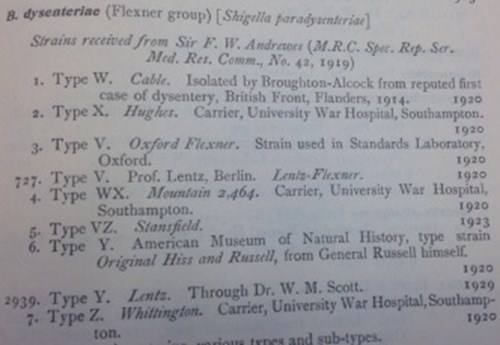 B. dysenteriae (Flexner group) [Shigella paradysenteriae]
Strains received from Sir F. W. Andrewes (M.R.C. Spec. Rep. Ser.
Med. Res. Comm., No. 42, 1919)
1. Type W. Cable. Isolated by Broughton-Alcock from reputed first
case of dysentery, British Front, Flanders, 1914. 1920
2. Type X. Hughes. Carrier, University War Hospital, Southampton.
1920
3. Type V. Oxford Flexner. Strain used in Standards Laboratory,
Oxford. 1920
727. Type V. Prof. Lentz, Berlin. Lentz-Flexner. 1920
4. Type WX. Mountain 2,464. Carrier, University War Hospital,
Southampton. 1920
5. Type VZ. Stansfield. 1923
6. Type Y. American Museum of Natural History, type strain
Original Hiss and Russell, from General Russell himself.
1920
2939. Type Y. Lentz. Through Dr. W. M. Scott. 1929
7. Type Z. Whittington. Carrier, University War Hospital, Southamp-
ton. 1920
various types and sub-types.